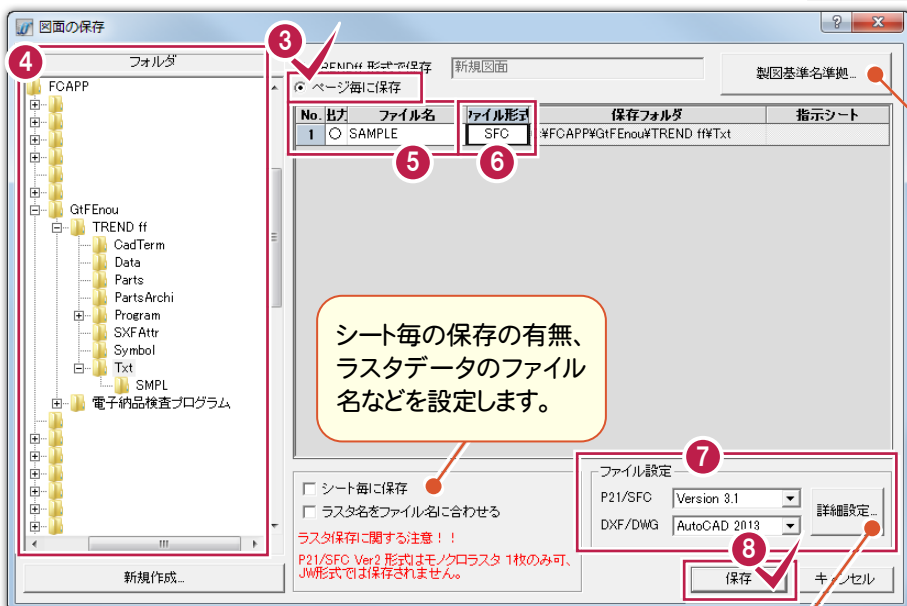 図面の保存
4
フォルダ
FCAPP
GtFEnou
TREND ff
CadTerm
Data
Parts
PartsArchi
Program
SXFAttr
Symbol
Txt
SMPL
電子納品検査プログラム
新規作成...
3
形式で保存 新規図面
製図基準名準拠...
ページ毎に保存
No. 出力 ファイル名 ファイル形式 保存フォルダ 指示シート
1 ○ SAMPLE SFC :¥FCAPP¥GtFEnou¥TREND ff¥Txt
5
6
シート毎の保存の有無、
ラスタデータのファイル
名などを設定します。
シート毎に保存
ラスタ名をファイル名に合わせる
ラスタ保存に関する注意!!
P21/SFC Ver2 形式はモノクロラスタ 1枚のみ可、
JW形式では保存されません。
7
ファイル設定
P21/SFC Version 3.1
DXF/DWG AutoCAD 2013
詳細設定...
8
保存
キャンセル